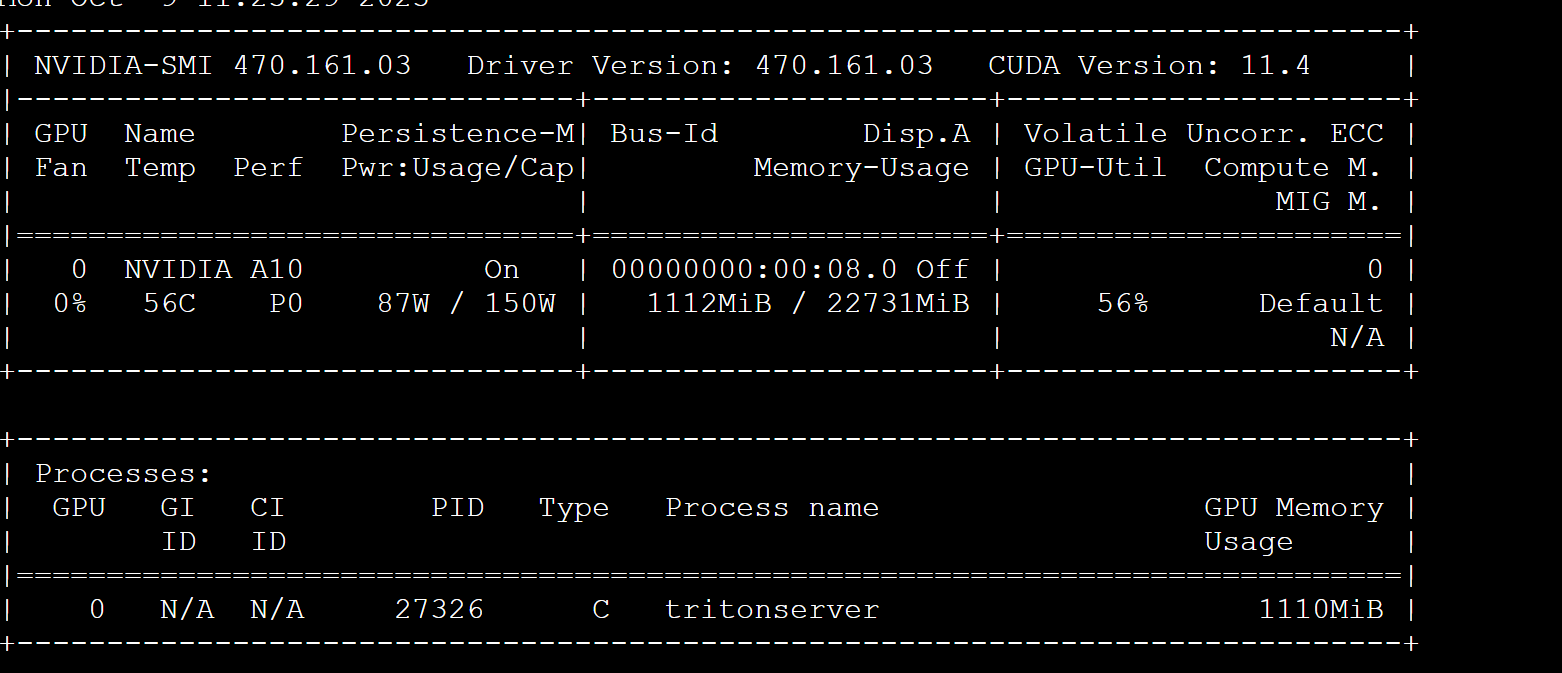 Mon Oct 9 11:25:29 2023
+-----------------------------------------------------------------------------+
| NVIDIA-SMI 470.161.03   Driver Version: 470.161.03   CUDA Version: 11.4     |
|-------------------------------+----------------------+----------------------+
| GPU  Name        Persistence-M| Bus-Id        Disp.A | Volatile Uncorr. ECC |
| Fan  Temp  Perf  Pwr:Usage/Cap|         Memory-Usage | GPU-Util  Compute M. |
|                               |                      |               MIG M. |
|===============================+======================+======================|
|   0  NVIDIA A10          On   | 00000000:00:08.0 Off |                    0 |
|  0%   56C    P0    87W / 150W |   1112MiB / 22731MiB |     56%      Default |
|                               |                      |                  N/A |
+-------------------------------+----------------------+----------------------+

+-----------------------------------------------------------------------------+
| Processes:                                                                  |
|  GPU   GI   CI        PID   Type   Process name                  GPU Memory |
|        ID   ID                                                   Usage      |
|=============================================================================|
|    0   N/A  N/A     27326      C   tritonserver                     1110MiB |
+-----------------------------------------------------------------------------+